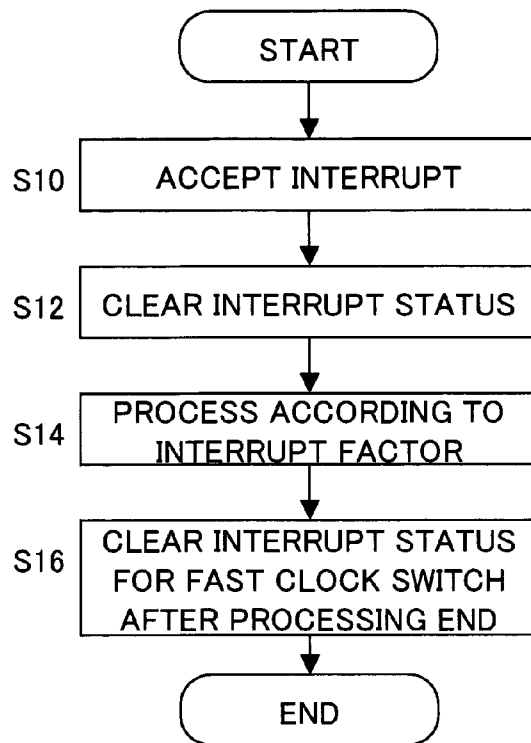 START
S10 ACCEPT INTERRUPT
S12 CLEAR INTERRUPT STATUS
S14 PROCESS ACCORDING TO
INTERRUPT FACTOR
S16 CLEAR INTERRUPT STATUS
FOR FAST CLOCK SWITCH
AFTER PROCESSING END
END